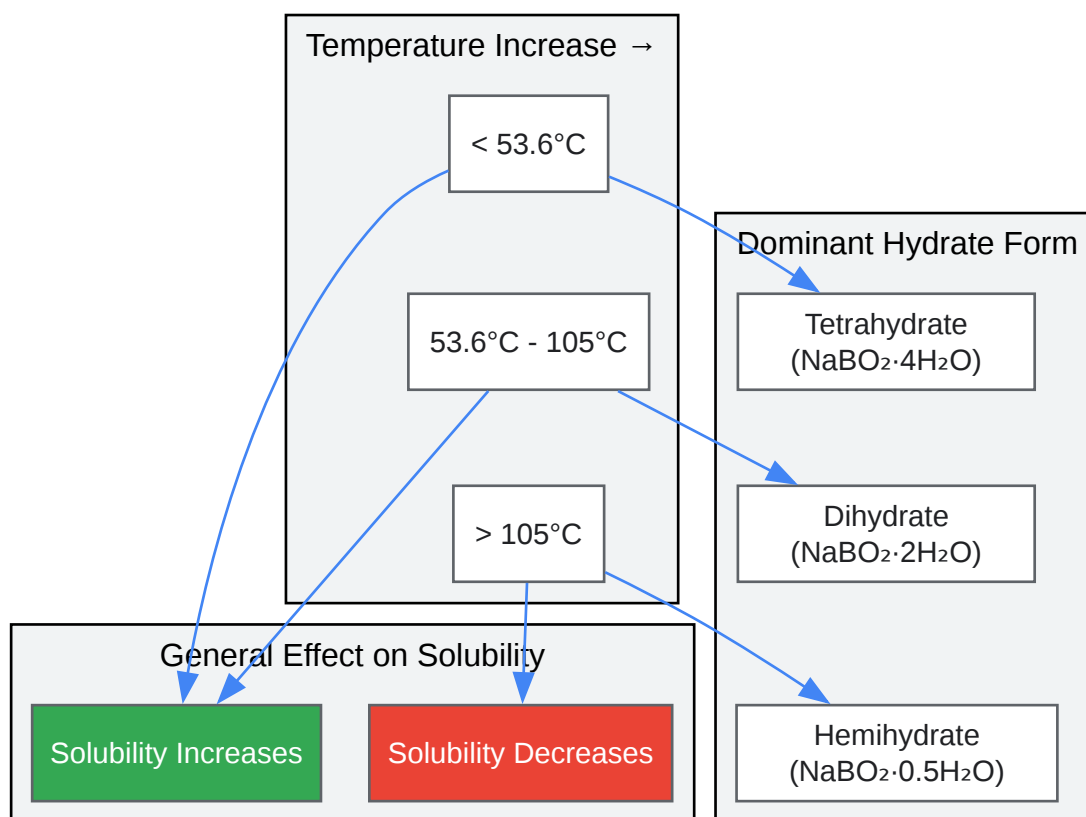 Temperature Increase →
< 53.6°C
53.6°C - 105°C
> 105°C
Dominant Hydrate Form
Tetrahydrate
(NaBO₂·4H₂O)
Dihydrate
(NaBO₂·2H₂O)
Hemihydrate
(NaBO₂·0.5H₂O)
General Effect on Solubility
Solubility Increases
Solubility Decreases